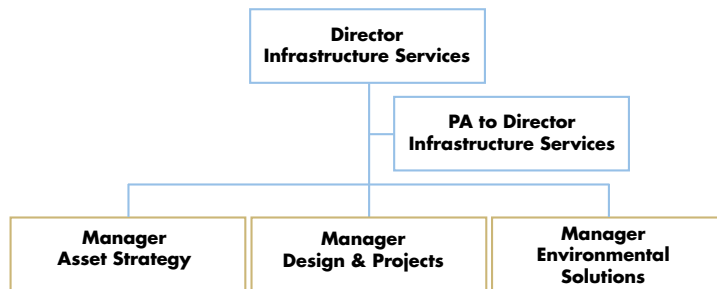 Director
Infrastructure Services
PA to Director
Infrastructure Services
Manager
Asset Strategy
Manager
Design & Projects
Manager
Environmental
Solutions